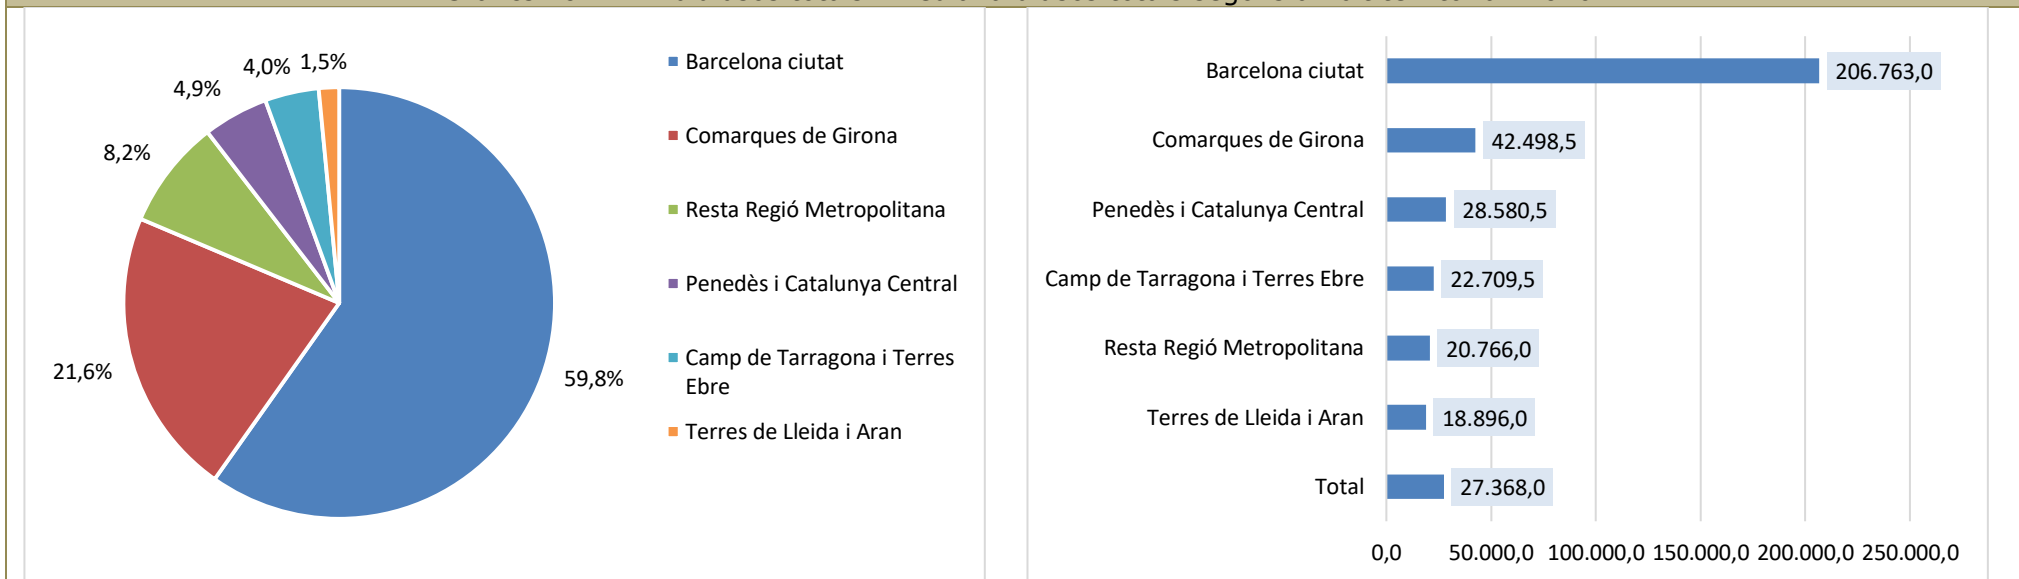 4,0% 1,5%
4,9%
8,2%
21,6%
59,8%
Barcelona ciutat
Comarques de Girona
Resta Regió Metropolitana
Penedès i Catalunya Central
Camp de Tarragona i Terres
Ebre
Terres de Lleida i Aran
Barcelona ciutat 206.763,0
Comarques de Girona 42.498,5
Penedès i Catalunya Central 28.580,5
Camp de Tarragona i Terres Ebre 22.709,5
Resta Regió Metropolitana 20.766,0
Terres de Lleida i Aran 18.896,0
Total 27.368,0
0,0 50.000,0 100.000,0 150.000,0 200.000,0 250.000,0